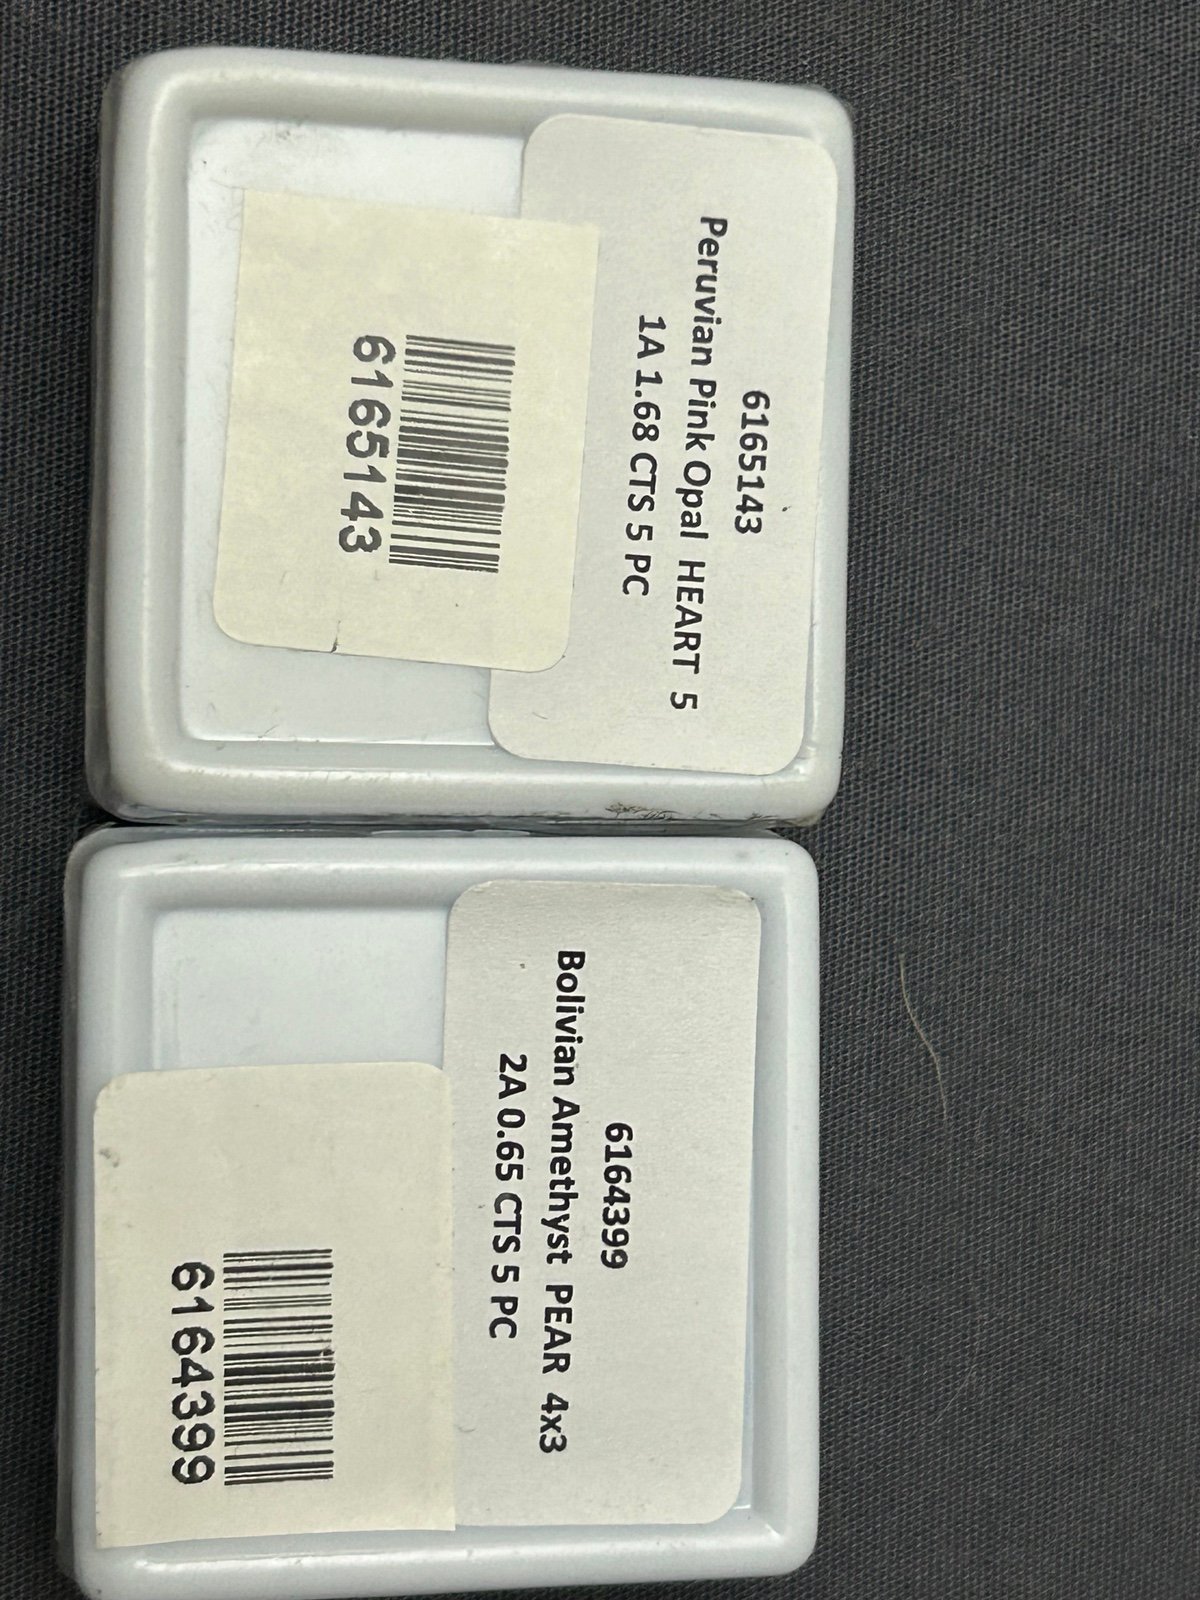 6165143
Peruvian Pink Opal HEART 5
1A 1.68 CTS 5 PC
6165143
6164399
Bolivian Amethyst PEAR 4x3
2A 0.65 CTS 5 PC
6164399